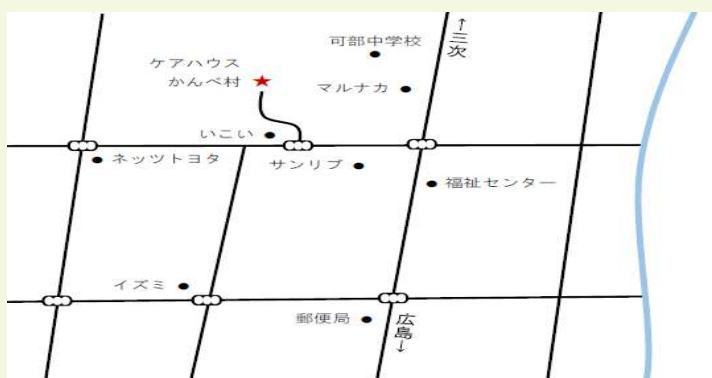 ↑三次
可部中学校
ケアハウス
かんべ村
マルナカ
いこい
ネッツトヨタ
サンリブ
福祉センター
イズミ
郵便局
広島↓